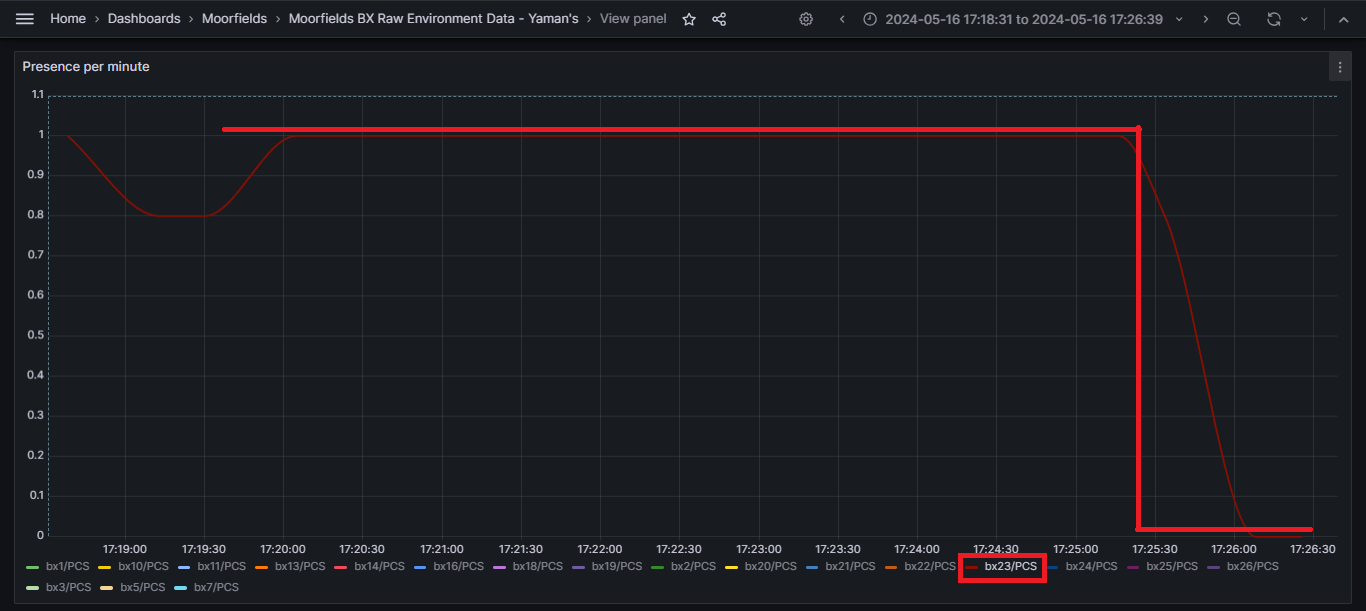 Home › Dashboards › Moorfields › Moorfields BX Raw Environment Data - Yaman's › View panel 2024-05-16 17:18:31 to 2024-05-16 17:26:39
Presence per minute
1.1
1
0.9
0.8
0.7
0.6
0.5
0.4
0.3
0.2
0.1
0
17:19:00 17:19:30 17:20:00 17:20:30 17:21:00 17:21:30 17:22:00 17:22:30 17:23:00 17:23:30 17:24:00 17:24:30 17:25:00 17:25:30 17:26:00 17:26:30
bx1/PCS bx10/PCS bx11/PCS bx13/PCS bx14/PCS bx16/PCS bx18/PCS bx19/PCS bx2/PCS bx20/PCS bx21/PCS bx22/PCS bx23/PCS bx24/PCS bx25/PCS bx26/PCS
bx3/PCS bx5/PCS bx7/PCS